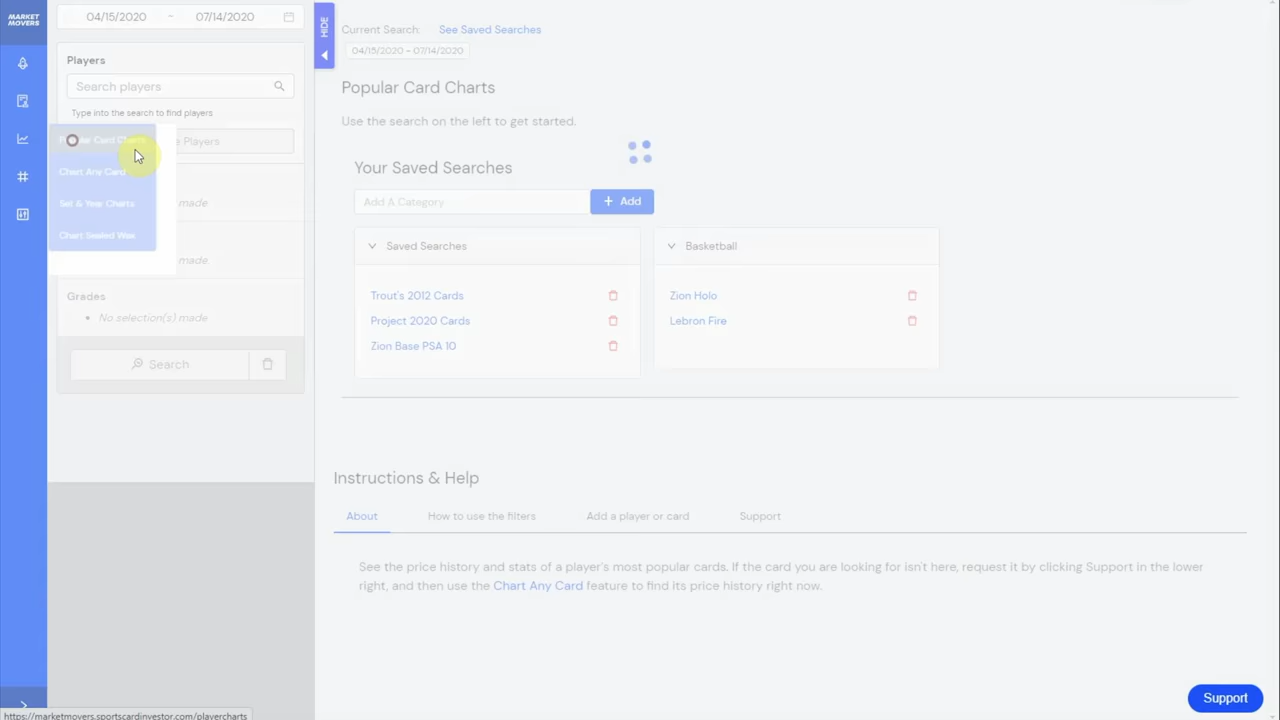 MARKET
MOVERS
04/15/2020 - 07/14/2020
HIDE
Players
Search players
Type into the search to find players
Popular Card Charts
Players
Chart Any Card
Set & Year Charts
made.
Chart Sealed Wax
made.
Grades
No selection(s) made.
Search
Current Search: See Saved Searches
04/15/2020 - 07/14/2020
Popular Card Charts
Use the search on the left to get started.
Your Saved Searches
Add A Category
+ Add
Saved Searches
Trout's 2012 Cards
Project 2020 Cards
Zion Base PSA 10
Basketball
Zion Holo
Lebron Fire
Instructions & Help
About How to use the filters Add a player or card Support
See the price history and stats of a player's most popular cards. If the card you are looking for isn't here, request it by clicking Support in the lower
right, and then use the Chart Any Card feature to find its price history right now.
Support
https://marketmovers.sportscardinvestor.com/playercharts